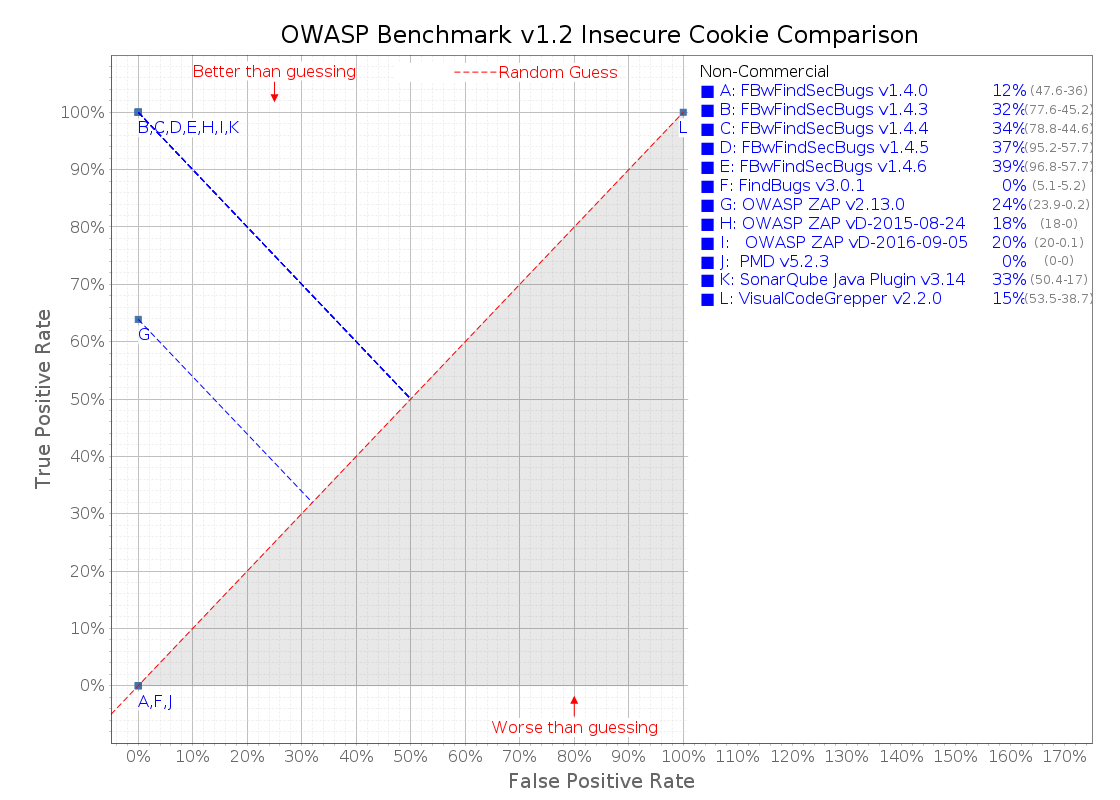 OWASP Benchmark v1.2 Insecure Cookie Comparison
Better than guessing
Random Guess
Non-Commercial
A: FBwFindSecBugs v1.4.0 12% (47.6-36)
B: FBwFindSecBugs v1.4.3 32% (77.6-45.2)
C: FBwFindSecBugs v1.4.4 34% (78.8-44.6)
D: FBwFindSecBugs v1.4.5 37% (95.2-57.7)
E: FBwFindSecBugs v1.4.6 39% (96.8-57.7)
F: FindBugs v3.0.1 0% (5.1-5.2)
G: OWASP ZAP v2.13.0 24% (23.9-0.2)
H: OWASP ZAP vD-2015-08-24 18% (18-0)
I: OWASP ZAP vD-2016-09-05 20% (20-0.1)
J: PMD v5.2.3 0% (0-0)
K: SonarQube Java Plugin v3.14 33% (50.4-17)
L: VisualCodeGrepper v2.2.0 15% (53.5-38.7)
100%
90%
80%
70%
60%
50%
40%
30%
20%
10%
0%
True Positive Rate
B,C,D,E,H,I,K
L
G
A,F,J
Worse than guessing
0% 10% 20% 30% 40% 50% 60% 70% 80% 90% 100% 110% 120% 130% 140% 150% 160% 170%
False Positive Rate